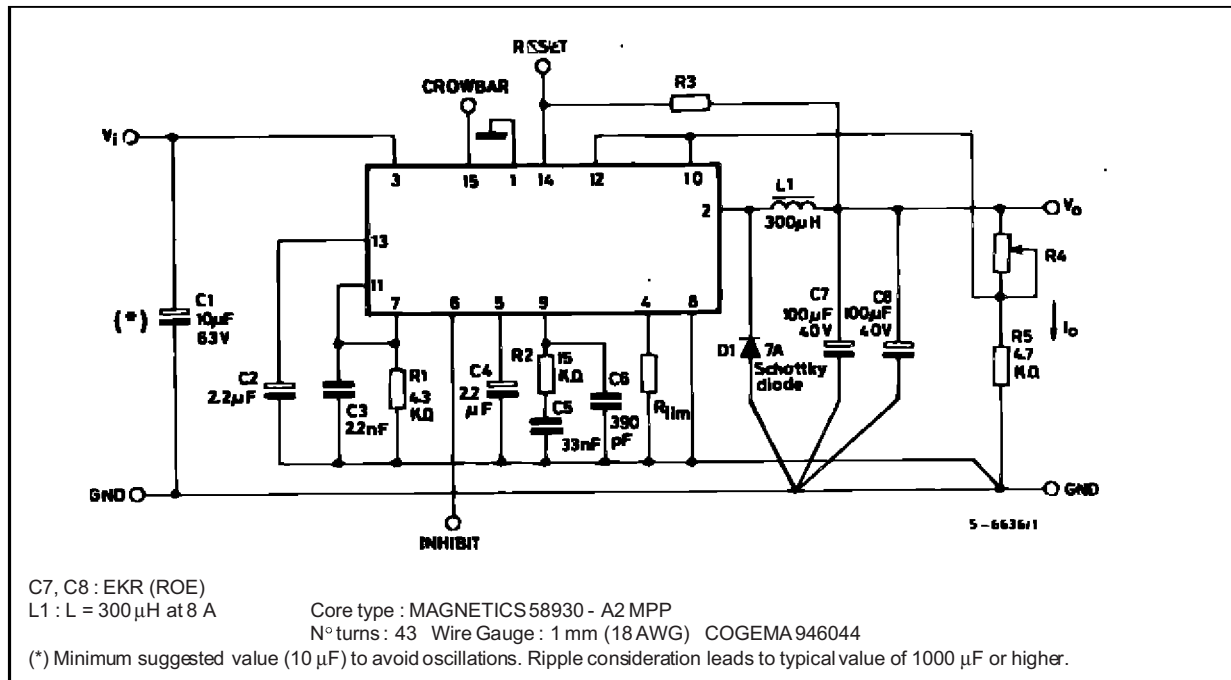 RESET
R3
CROWBAR
Vi
3
15
1
14
12
10
L1
2
300µH
Vo
13
R4
11
C1
10µF
63V
(*)
7
6
5
9
4
8
C7
100µF
40V
C8
100µF
40V
Io
C2
2.2µF
C3
2.2nF
R1
4.3
KΩ
C4
2.2
µF
R2
15
KΩ
C5
33nF
C6
390
pF
Rlim
D1
7A
Schottky
diode
R5
4.7
KΩ
GND
GND
INHIBIT
5-6636/1
C7, C8 : EKR (ROE)
L1 : L = 300 µH at 8 A Core type : MAGNETICS 58930 - A2 MPP
N° turns : 43 Wire Gauge : 1 mm (18 AWG) COGEMA 946044
(*) Minimum suggested value (10 µF) to avoid oscillations. Ripple consideration leads to typical value of 1000 µF or higher.